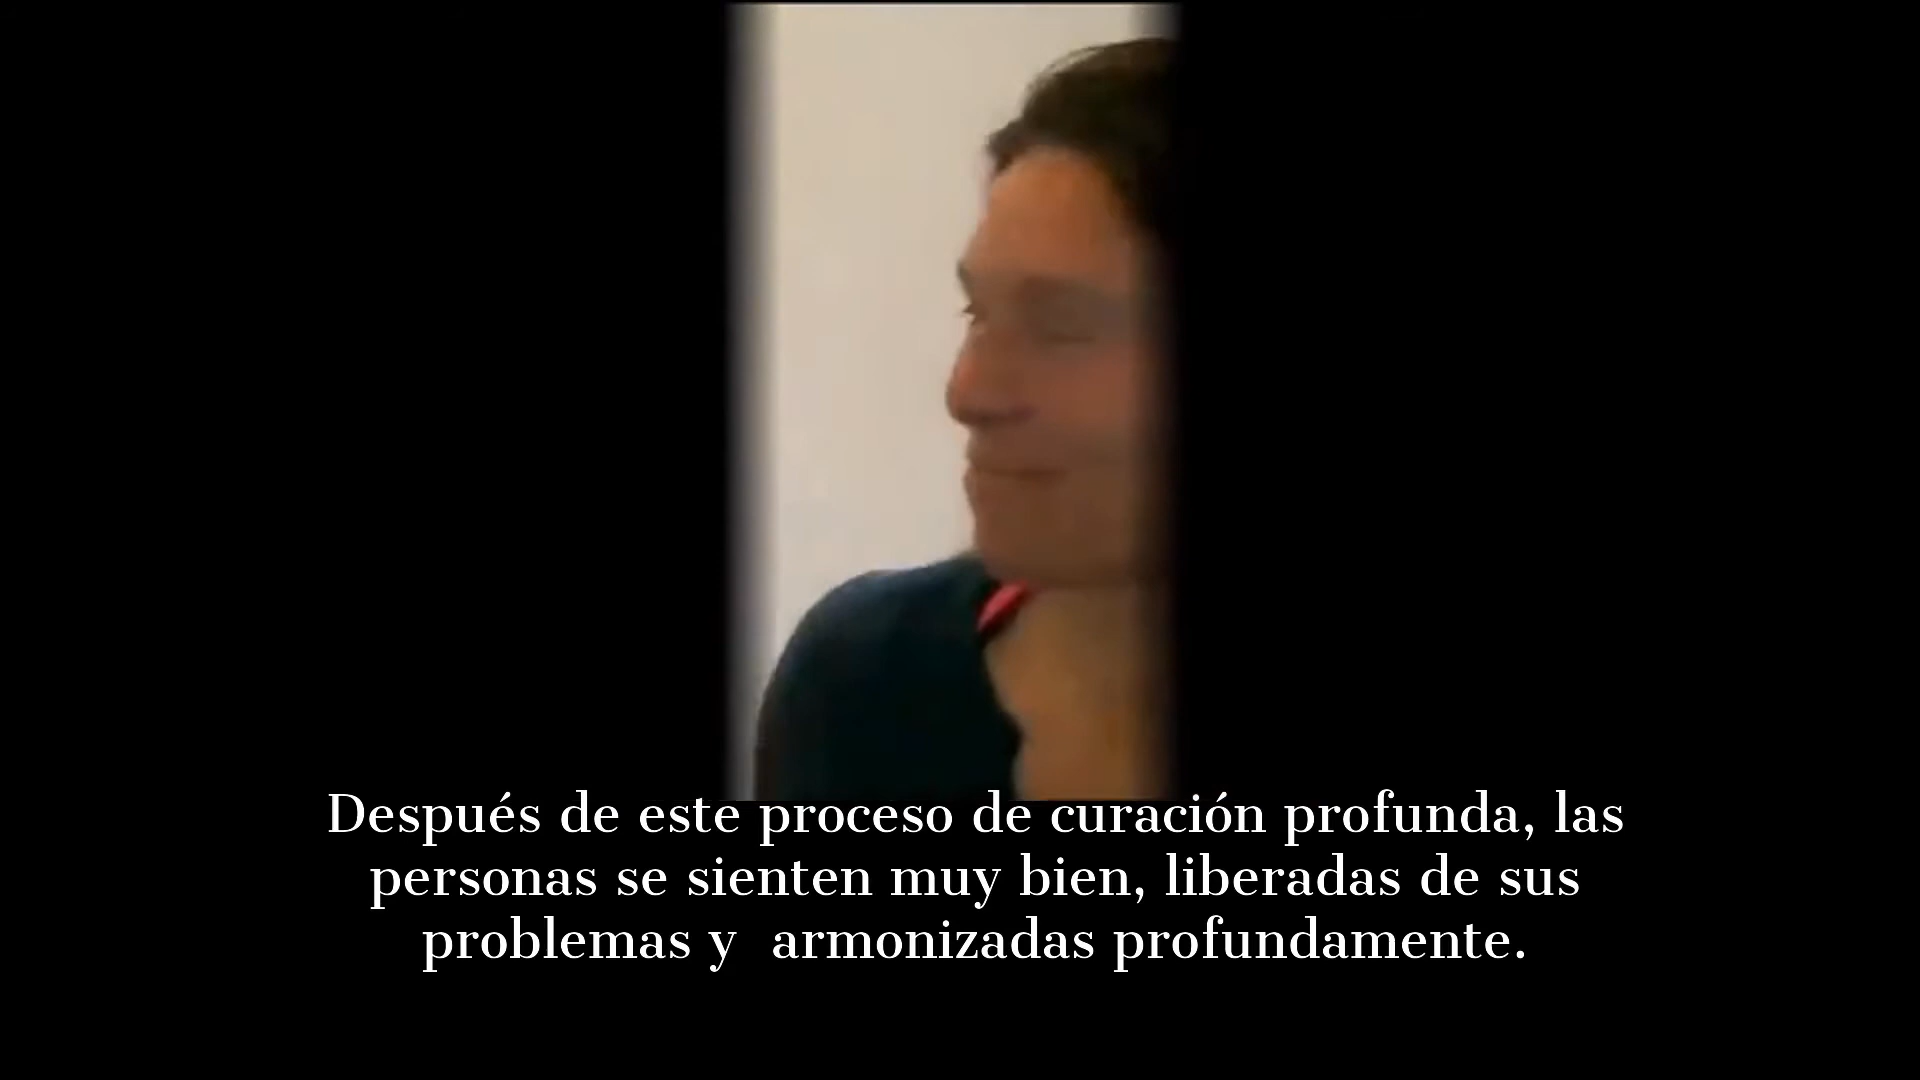 Después de este proceso de curación profunda, las
personas se sienten muy bien, liberadas de sus
problemas y  armonizadas profundamente.